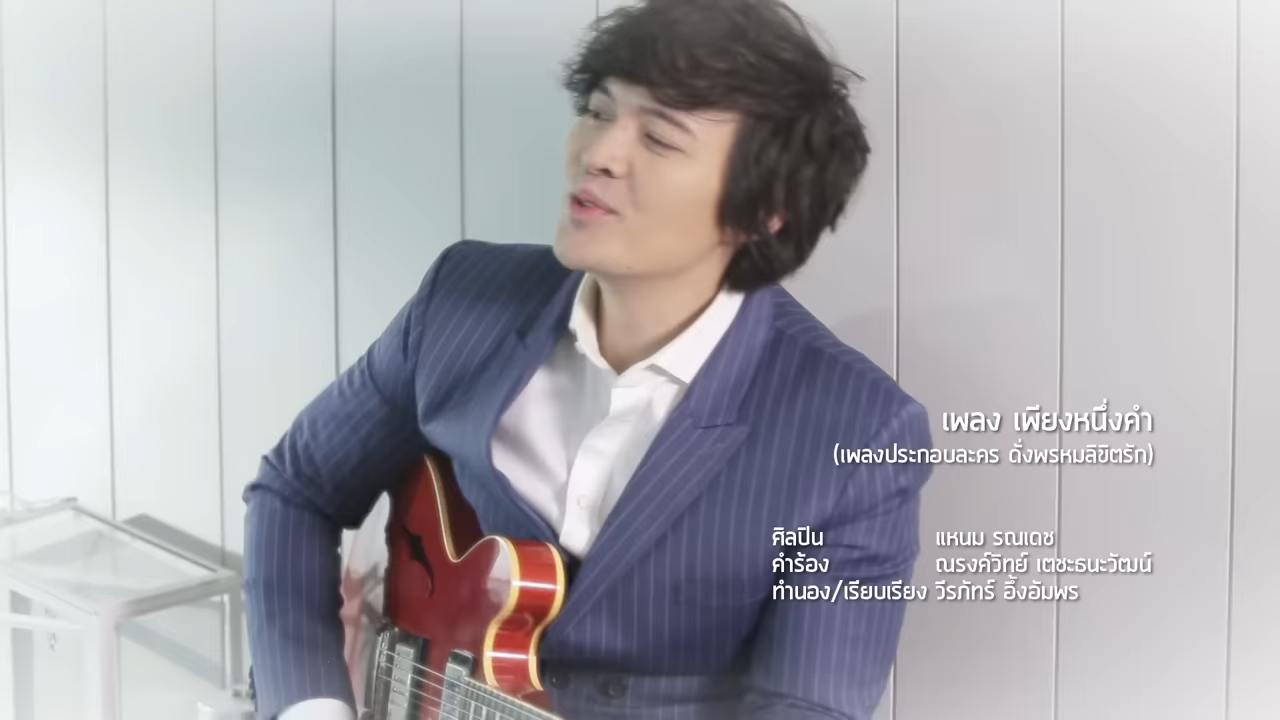 เพลง เพียงหนึ่งคำ
(เพลงประกอบละคร ดั่งพรหมลิขิตรัก)
ศิลปิน แหนม รณเดช
คำร้อง ณรงค์วิทย์ เตชะธนะวัฒน์
ทำนอง/เรียบเรียง วีรภัทร์ อึ้งอัมพร